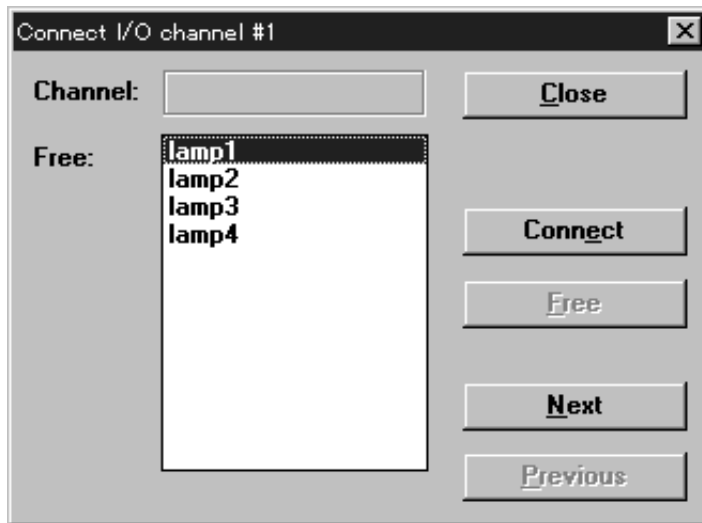 Connect I/O channel #1
Channel:
Close
Free:
lamp1
lamp2
lamp3
lamp4
Connect
Free
Next
Previous